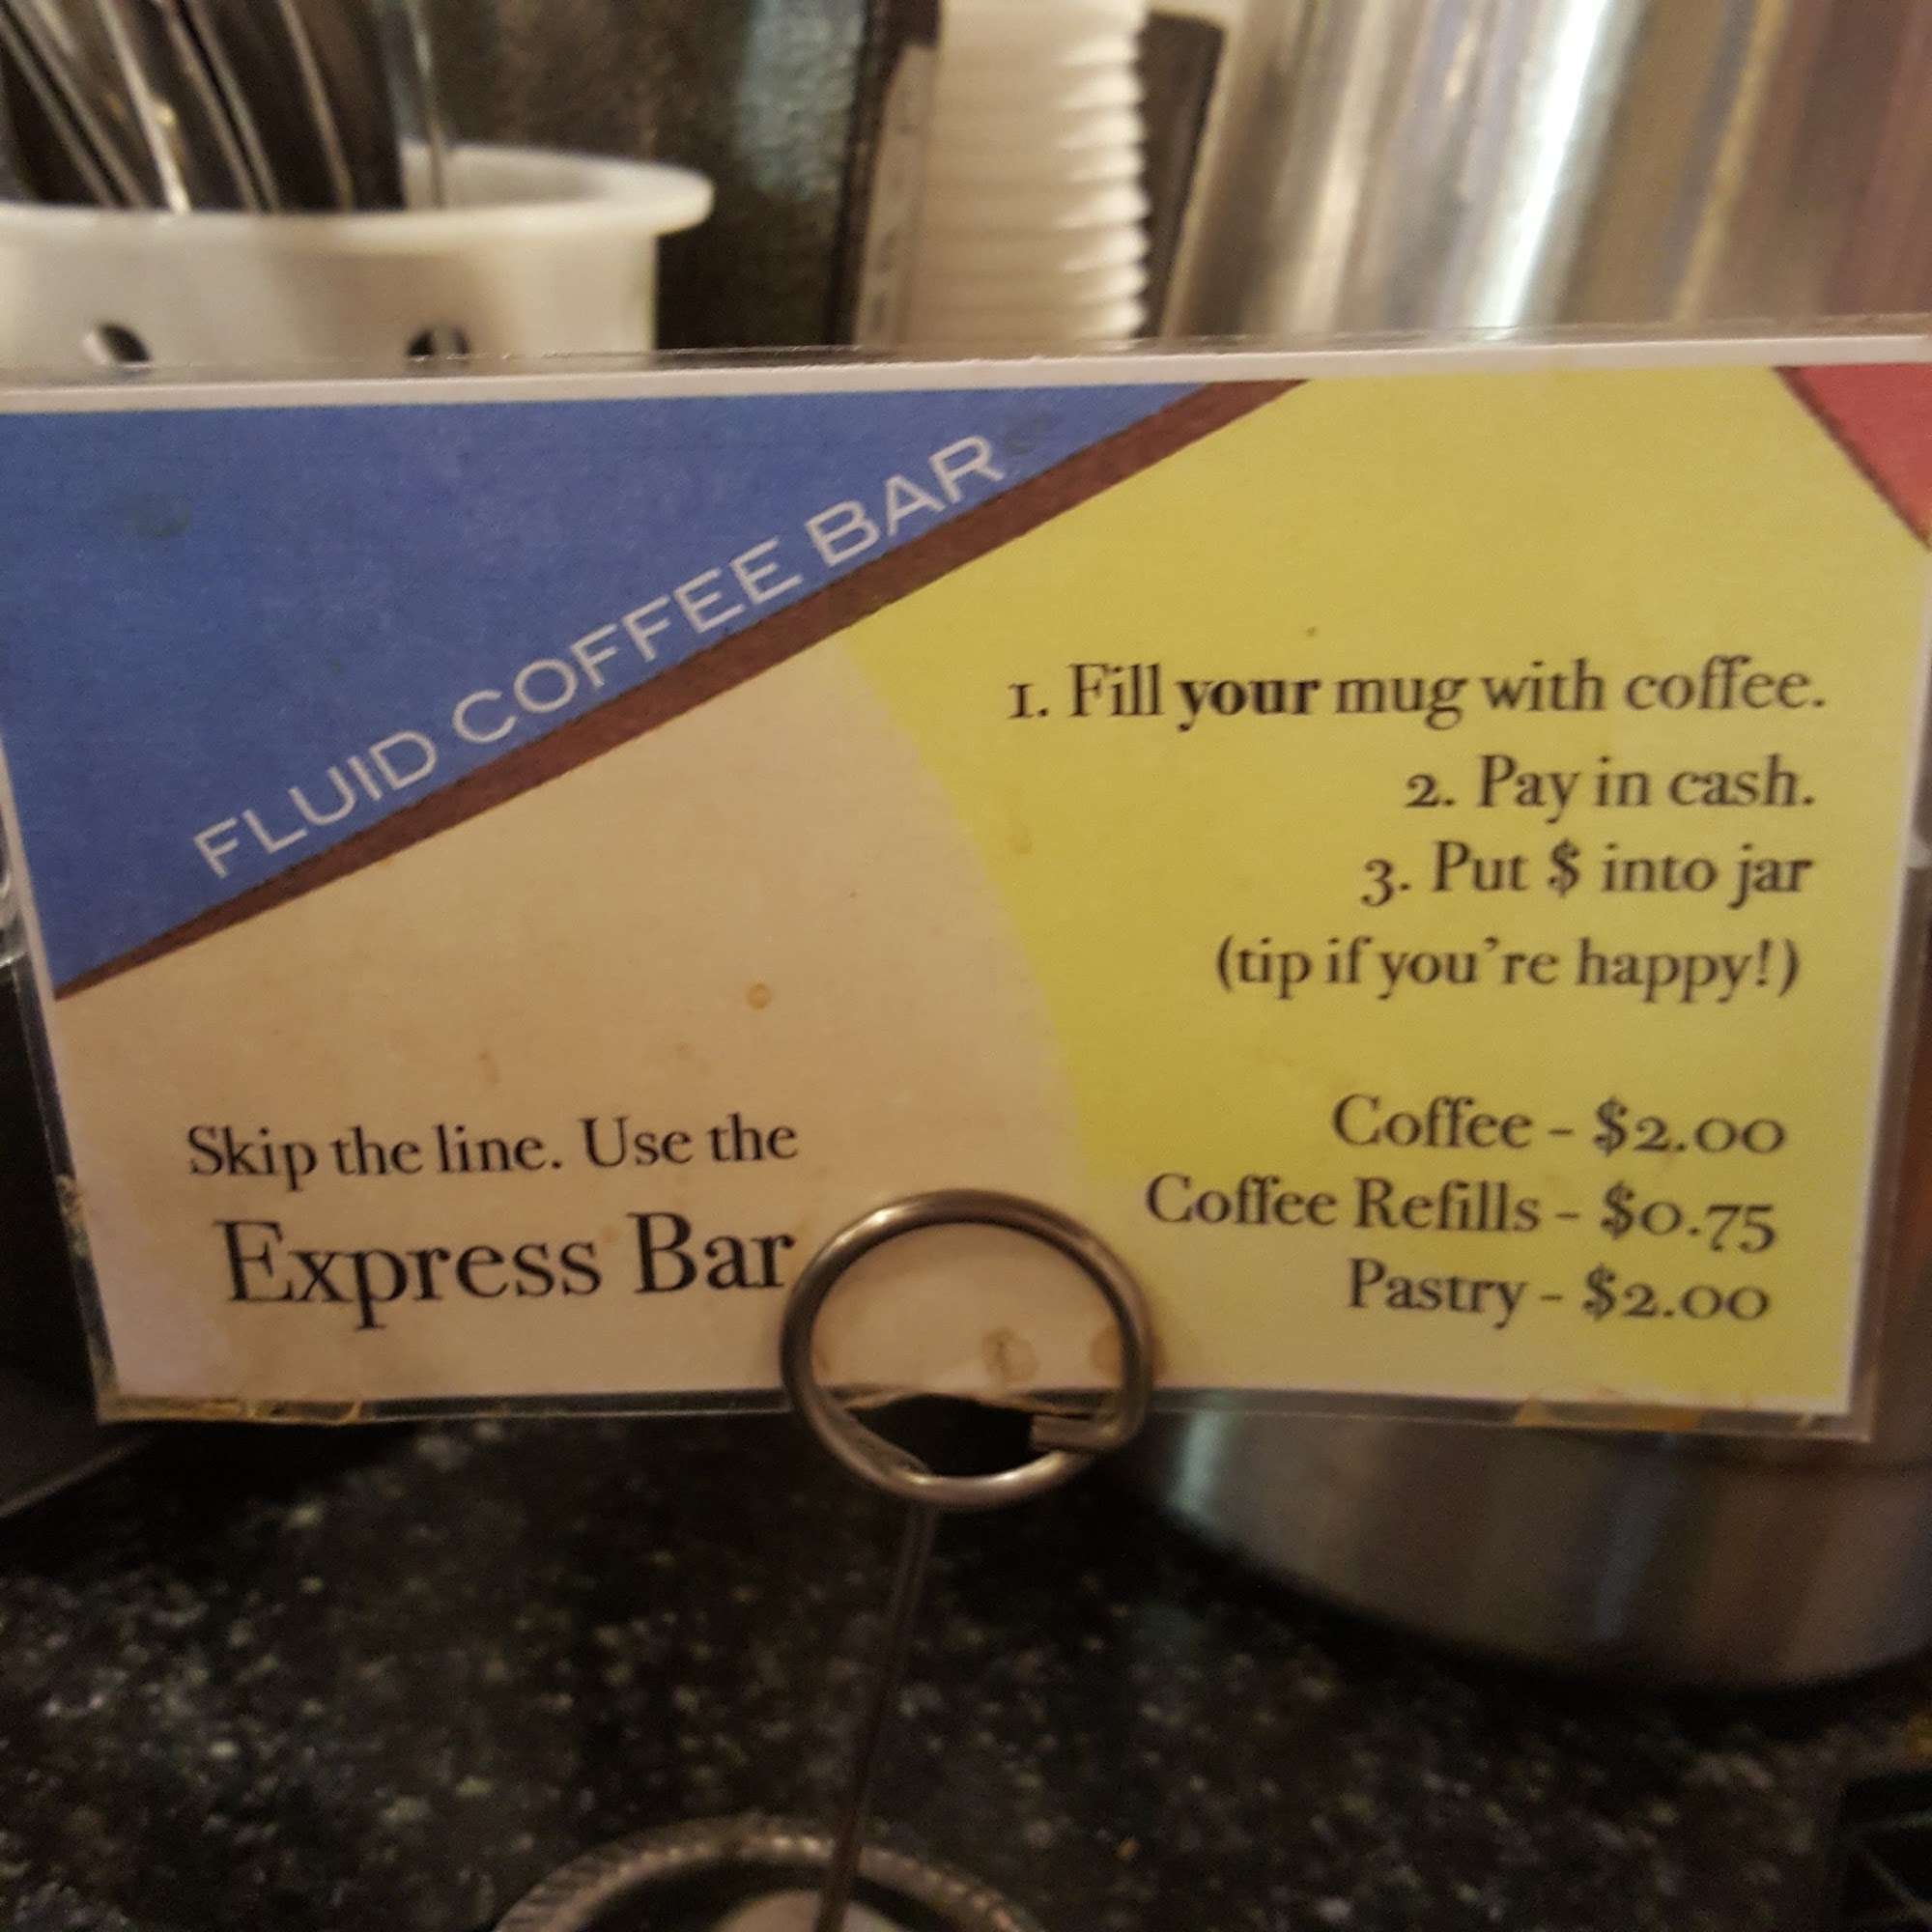 FLUID COFFEE BAR
Skip the line. Use the
Express Bar
1. Fill your mug with coffee.
2. Pay in cash.
3. Put $ into jar
(tip if you're happy!)
Coffee - $2.00
Coffee Refills - $0.75
Pastry - $2.00